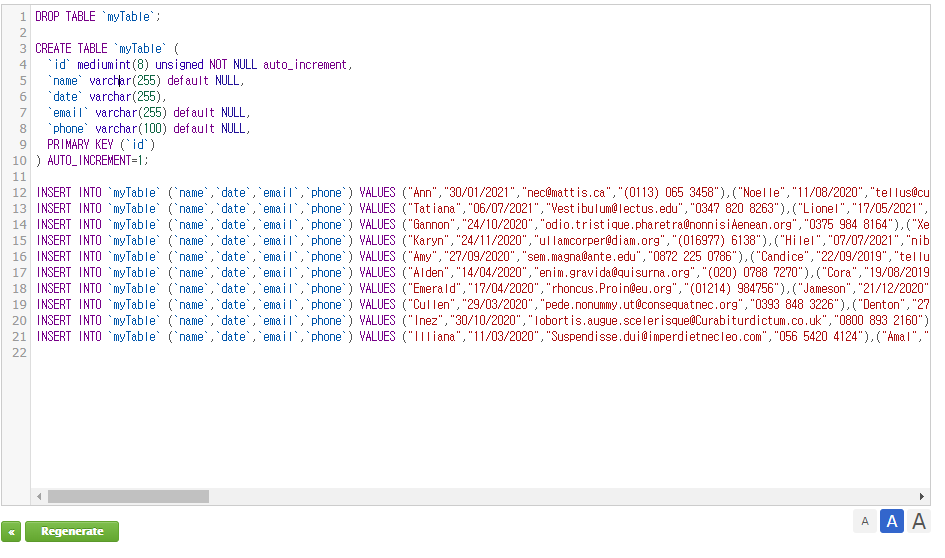 1 DROP TABLE `myTable`;
2
3 CREATE TABLE `myTable` (
4 `id` mediumint(8) unsigned NOT NULL auto_increment,
5 `name` varchar(255) default NULL,
6 `date` varchar(255),
7 `email` varchar(255) default NULL,
8 `phone` varchar(100) default NULL,
9 PRIMARY KEY (`id`)
10 ) AUTO_INCREMENT=1;
11
12 INSERT INTO `myTable` (`name`,`date`,`email`,`phone`) VALUES ("Ann","30/01/2021","nec@mattis.ca","(0113) 065 3458"),("Noelle","11/08/2020","tellus@cu
13 INSERT INTO `myTable` (`name`,`date`,`email`,`phone`) VALUES ("Tatiana","06/07/2021","Vestibulum@lectus.edu","0347 820 8263"),("Lionel","17/05/2021",
14 INSERT INTO `myTable` (`name`,`date`,`email`,`phone`) VALUES ("Gannon","24/10/2020","odio.tristique.pharetra@nonnisiAenean.org","0375 984 8164"),("Xe
15 INSERT INTO `myTable` (`name`,`date`,`email`,`phone`) VALUES ("Karyn","24/11/2020","ullamcorper@diam.org","(016977) 6138"),("Hilel","07/07/2021","nib
16 INSERT INTO `myTable` (`name`,`date`,`email`,`phone`) VALUES ("Amy","27/09/2020","sem.magna@ante.edu","0872 225 0786"),("Candice","22/09/2019","tellu
17 INSERT INTO `myTable` (`name`,`date`,`email`,`phone`) VALUES ("Alden","14/04/2020","enim.gravida@quisurna.org","(020) 0788 7270"),("Cora","19/08/2019
18 INSERT INTO `myTable` (`name`,`date`,`email`,`phone`) VALUES ("Emerald","17/04/2020","rhoncus.Proin@eu.org","(01214) 984756"),("Jameson","21/12/2020"
19 INSERT INTO `myTable` (`name`,`date`,`email`,`phone`) VALUES ("Cullen","29/03/2020","pede.nonummy.ut@consequatnec.org","0393 848 3226"),("Denton","27
20 INSERT INTO `myTable` (`name`,`date`,`email`,`phone`) VALUES ("Inez","30/10/2020","lobortis.augue.scelerisque@Curabiturdictum.co.uk","0800 893 2160")
21 INSERT INTO `myTable` (`name`,`date`,`email`,`phone`) VALUES ("Illiana","11/03/2020","Suspendisse.dui@Imperdietnecleo.com","056 5420 4124"),("Amal","
22
A A A
« Regenerate